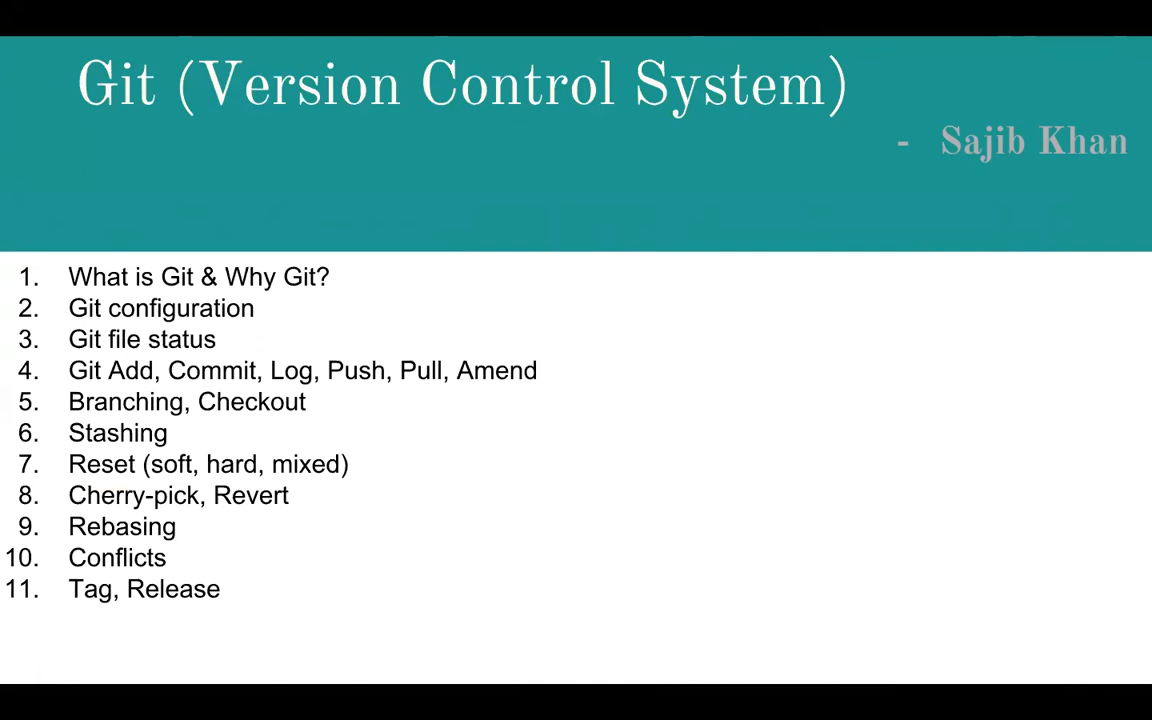 Git (Version Control System)
- Sajib Khan
1. What is Git & Why Git?
2. Git configuration
3. Git file status
4. Git Add, Commit, Log, Push, Pull, Amend
5. Branching, Checkout
6. Stashing
7. Reset (soft, hard, mixed)
8. Cherry-pick, Revert
9. Rebasing
10. Conflicts
11. Tag, Release